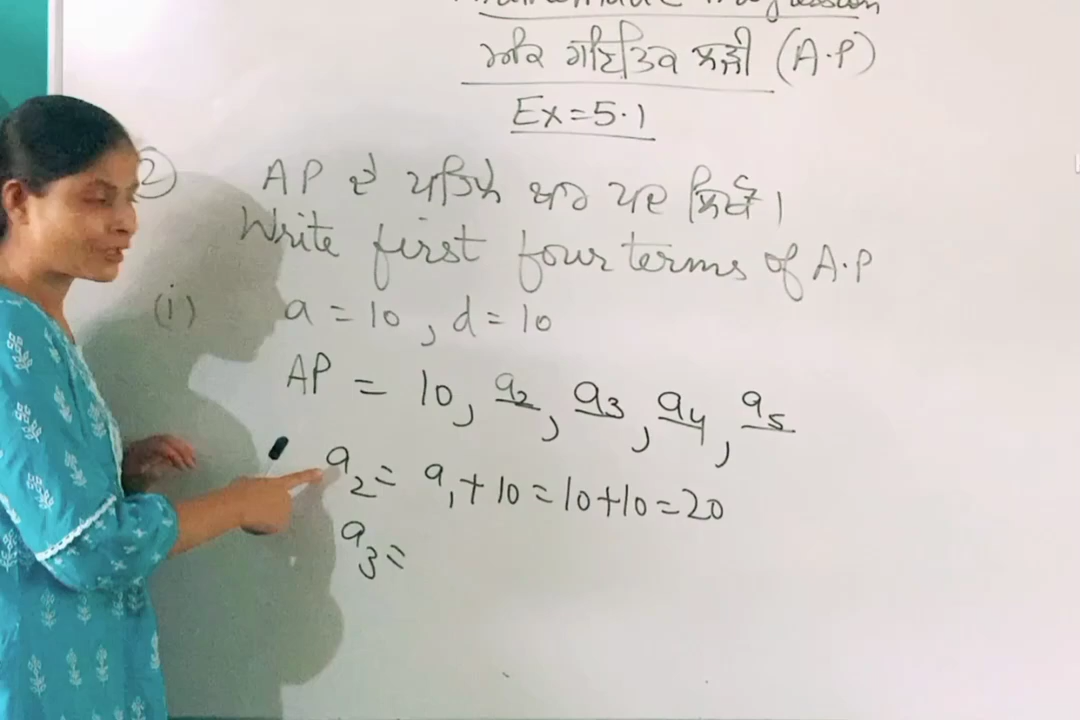 ਅੰਕ ਗਣਿਤਿਕ ਲੜੀ (A.P)
Ex=5.1
② AP ਦੇ ਪਹਿਲੇ ਚਾਰ ਪਦ ਲਿਖੋ।
Write first four terms of A.P
(i) a = 10, d = 10
AP = 10, a₂, a₃, a₄, a₅
a₂ = a₁ + 10 = 10 + 10 = 20
a₃ =